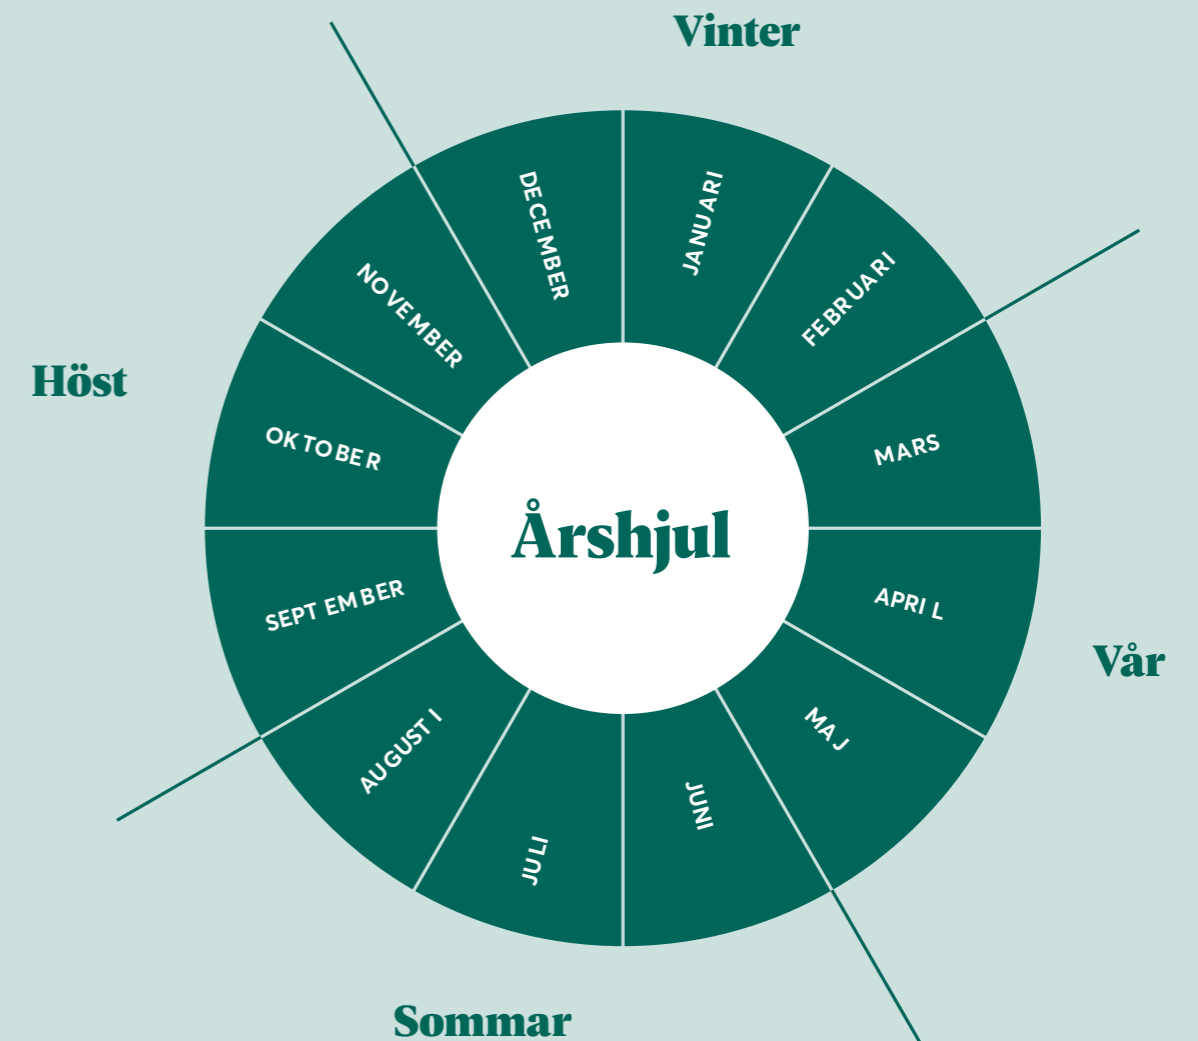 Vinter
DECEMBER
JANUARI
FEBRUARI
NOVEMBER
Höst
OKTOBER
MARS
Årshjul
SEPTEMBER
APRIL
Vår
AUGUSTI
MAJ
JUNI
JULI
Sommar